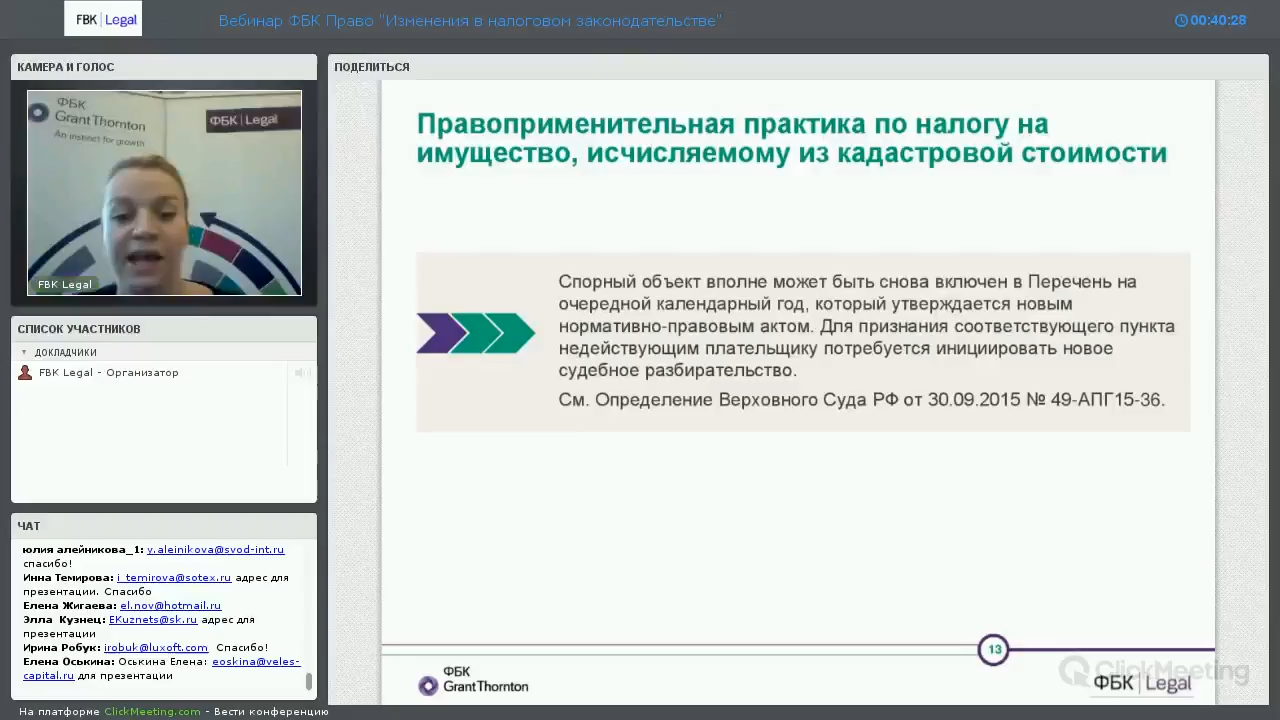 FBK Legal
Вебинар ФБК Право "Изменения в налоговом законодательстве"
00:40:28
КАМЕРА И ГОЛОС
ФБК
Grant Thornton
An instinct for growth
ФБК Legal
FBK Legal
СПИСОК УЧАСТНИКОВ
ДОКЛАДЧИКИ
FBK Legal - Организатор
ЧАТ
юлия алейникова_1: y.aleinikova@svod-int.ru
спасибо!
Инна Темирова: i_temirova@sotex.ru адрес для
презентации. Спасибо
Елена Жигаева: el.nov@hotmail.ru
Элла Кузнец: EKuznets@sk.ru адрес для
презентации
Ирина Робук: irobuk@luxoft.com Спасибо!
Елена Оськина: Оськина Елена: eoskina@veles-
capital.ru для презентации
ПОДЕЛИТЬСЯ
Правоприменительная практика по налогу на
имущество, исчисляемому из кадастровой стоимости
Спорный объект вполне может быть снова включен в Перечень на
очередной календарный год, который утверждается новым
нормативно-правовым актом. Для признания соответствующего пункта
недействующим плательщику потребуется инициировать новое
судебное разбирательство.
См. Определение Верховного Суда РФ от 30.09.2015 № 49-АПГ15-36.
13
ФБК
Grant Thornton
ClickMeeting
ФБК Legal
На платформе ClickMeeting.com - Вести конференцию